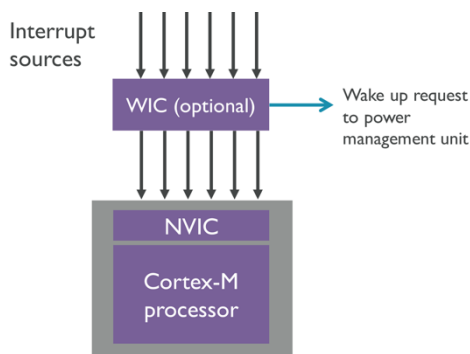 Interrupt
sources
WIC (optional)
Wake up request
to power
management unit
NVIC
Cortex-M
processor